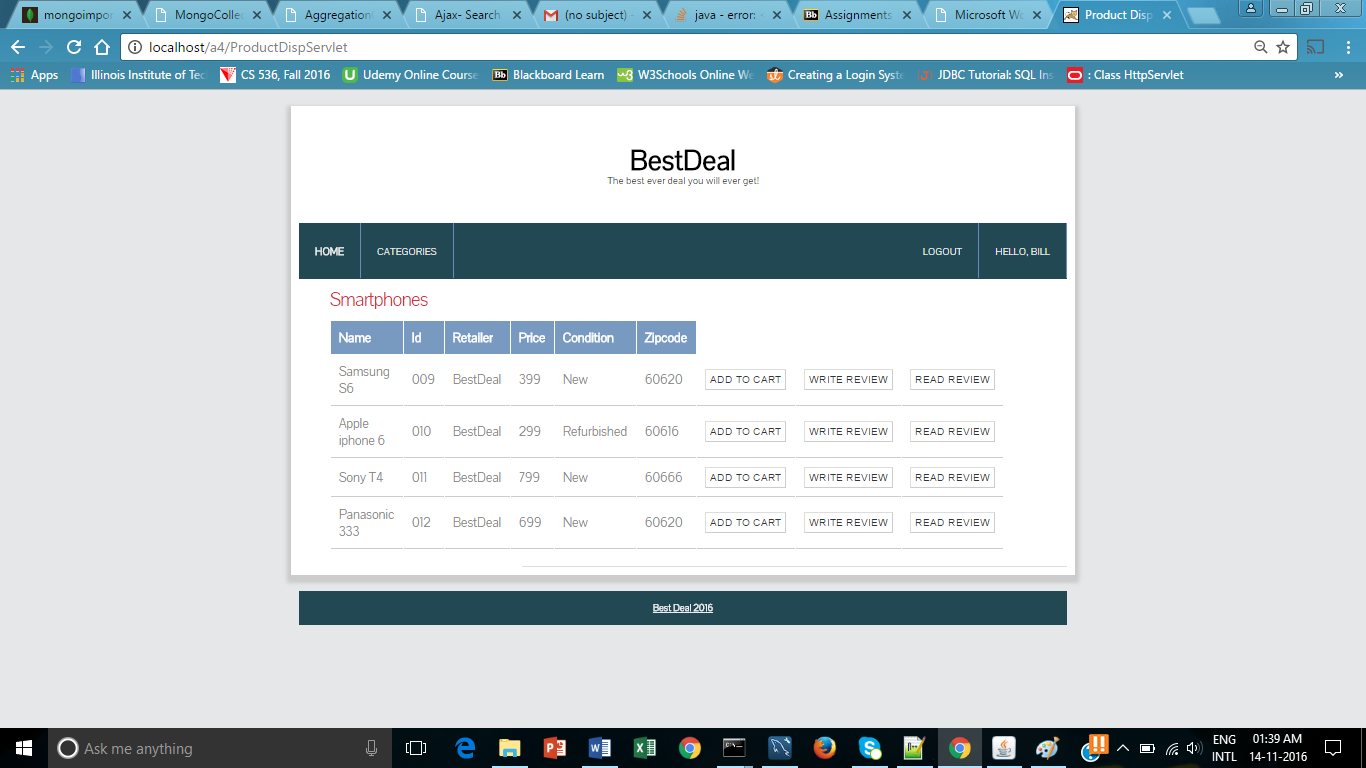 mongoimpor
MongoCollec
Aggregation
Ajax- Search
(no subject) -
java - error:
Assignments
Microsoft Wo
Product Disp
localhost/a4/ProductDispServlet
Apps
Illinois Institute of Tec
CS 536, Fall 2016
Udemy Online Course
Bb Blackboard Learn
W3Schools Online We
Creating a Login Syste
JDBC Tutorial: SQL Ins
: Class HttpServlet
»
BestDeal
The best ever deal you will ever get!
HOME CATEGORIES LOGOUT HELLO, BILL
Smartphones
Name Id Retailer Price Condition Zipcode
Samsung
S6 009 BestDeal 399 New 60620 ADD TO CART WRITE REVIEW READ REVIEW
Apple
iphone 6 010 BestDeal 299 Refurbished 60616 ADD TO CART WRITE REVIEW READ REVIEW
Sony T4 011 BestDeal 799 New 60666 ADD TO CART WRITE REVIEW READ REVIEW
Panasonic
333 012 BestDeal 699 New 60620 ADD TO CART WRITE REVIEW READ REVIEW
Best Deal 2016
Ask me anything
ENG
INTL
01:39 AM
14-11-2016